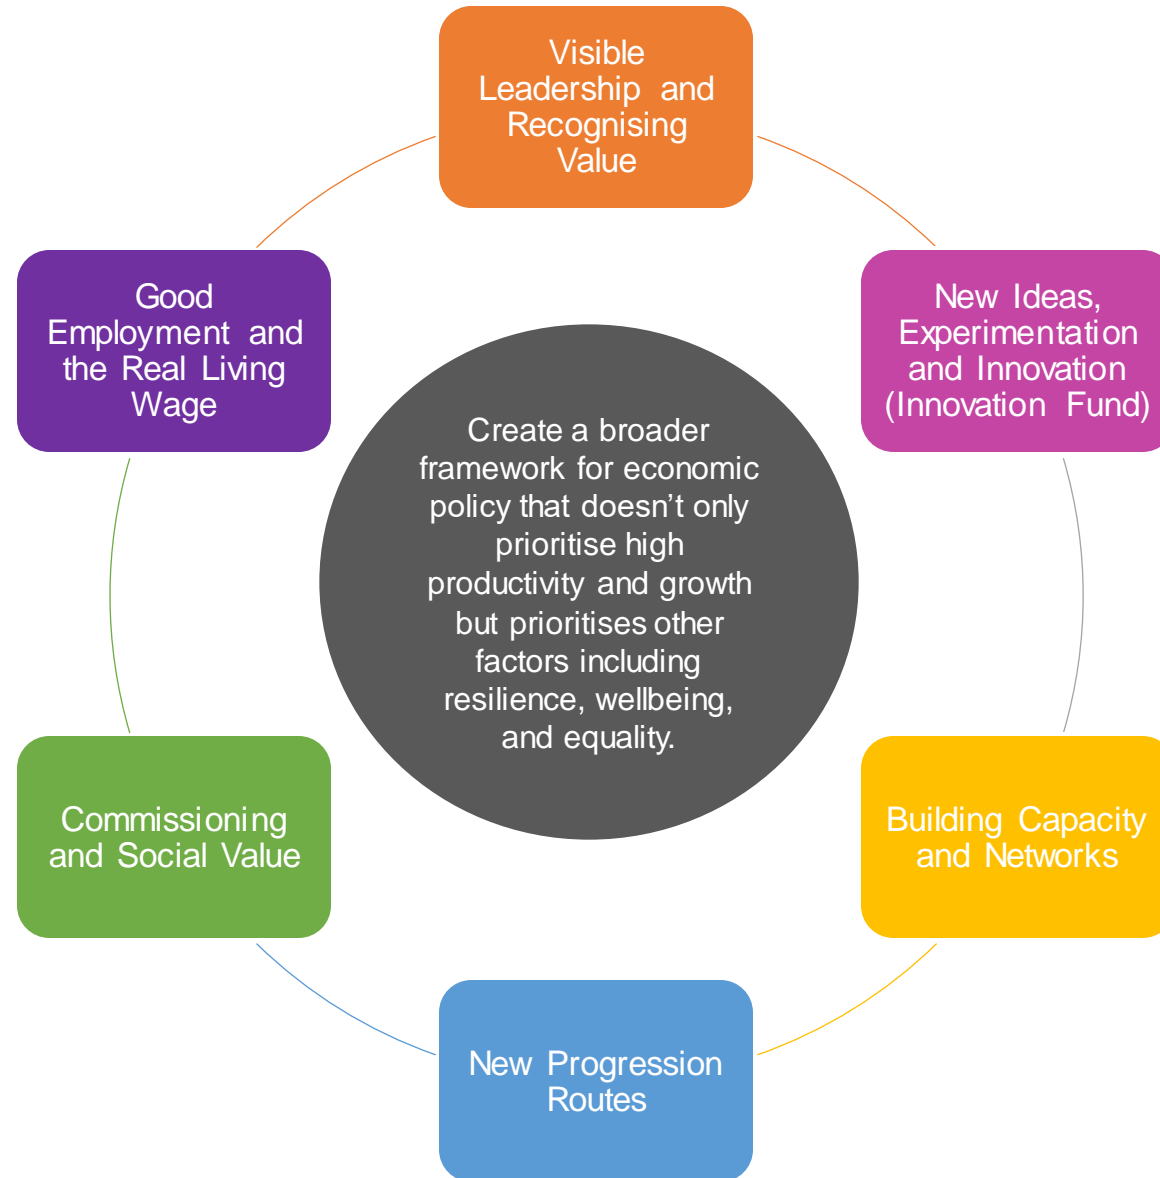 Visible
Leadership and
Recognising
Value
New Ideas,
Experimentation
and Innovation
(Innovation Fund)
Building Capacity
and Networks
New Progression
Routes
Commissioning
and Social Value
Good
Employment and
the Real Living
Wage
Create a broader
framework for economic
policy that doesn’t only
prioritise high
productivity and growth
but prioritises other
factors including
resilience, wellbeing,
and equality.